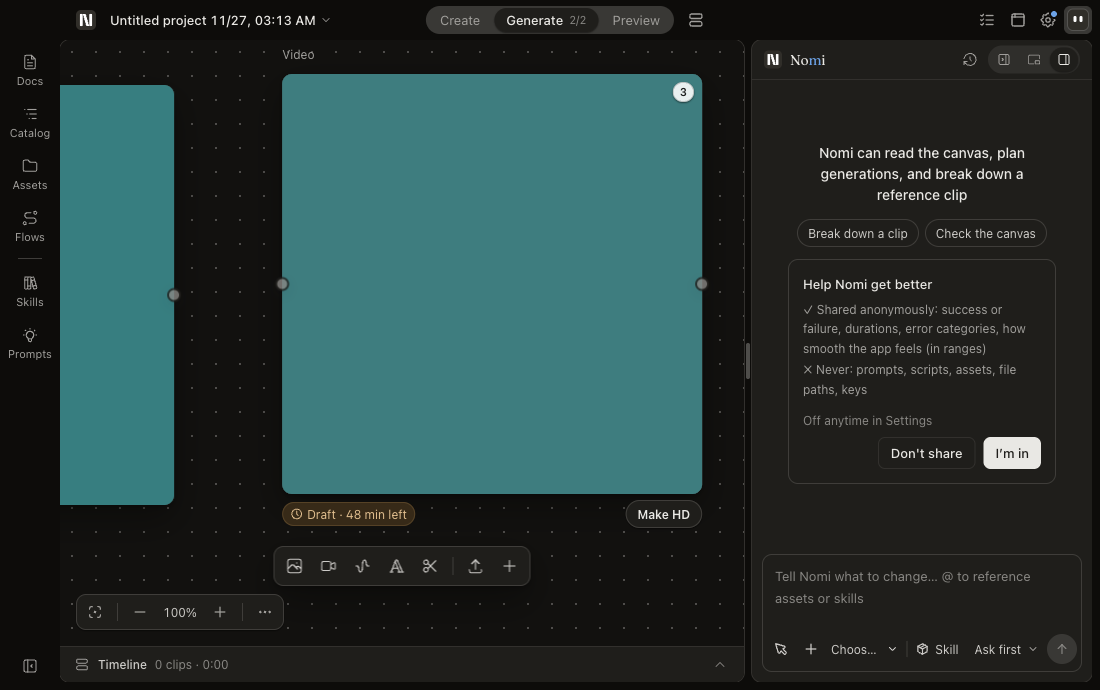 Untitled project 11/27, 03:13 AM
Create
Generate 2/2
Preview
Docs
Catalog
Assets
Flows
Skills
Prompts
Video
3
Draft · 48 min left
Make HD
100%
Timeline 0 clips · 0:00
Nomi
Nomi can read the canvas, plan
generations, and break down a
reference clip
Break down a clip
Check the canvas
Help Nomi get better
✓ Shared anonymously: success or
failure, durations, error categories, how
smooth the app feels (in ranges)
✕ Never: prompts, scripts, assets, file
paths, keys
Off anytime in Settings
Don't share
I'm in
Tell Nomi what to change... @ to reference
assets or skills
Choos...
Skill
Ask first